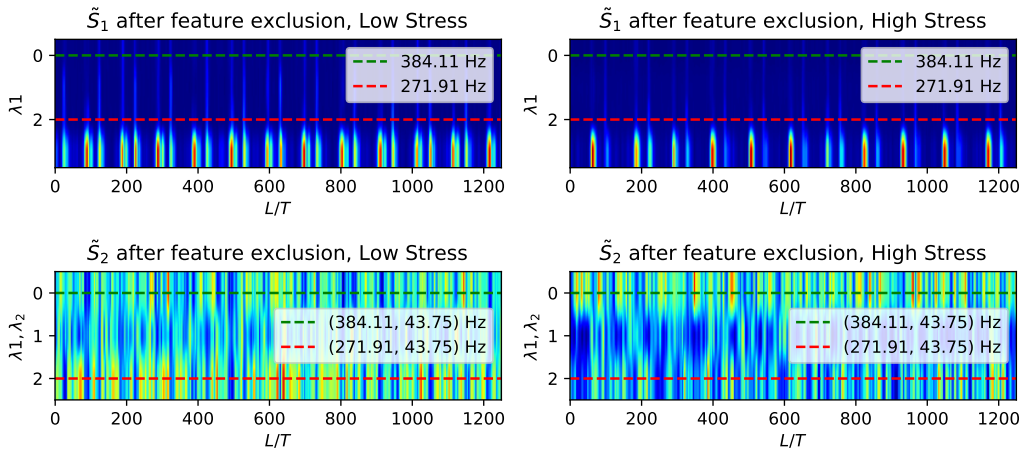 S̃₁ after feature exclusion, Low Stress
0
2
λ1
384.11 Hz
271.91 Hz
0 200 400 600 800 1000 1200
L/T
S̃₁ after feature exclusion, High Stress
0
2
λ1
384.11 Hz
271.91 Hz
0 200 400 600 800 1000 1200
L/T
S̃₂ after feature exclusion, Low Stress
0
1
2
λ1,λ₂
(384.11, 43.75) Hz
(271.91, 43.75) Hz
0 200 400 600 800 1000 1200
L/T
S̃₂ after feature exclusion, High Stress
0
1
2
λ1,λ₂
(384.11, 43.75) Hz
(271.91, 43.75) Hz
0 200 400 600 800 1000 1200
L/T